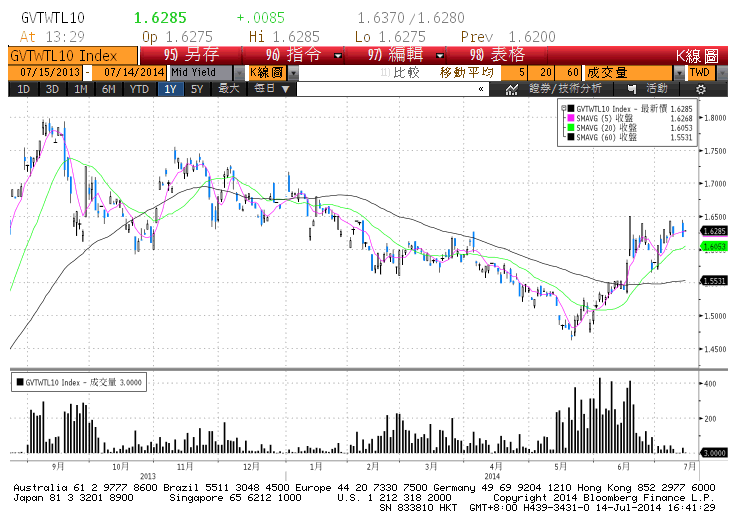 GVTWTL10 1.6285 +.0085 1.6370 / 1.6280
At 13:29 Op 1.6275 Hi 1.6285 Lo 1.6275 Prev 1.6200
GVTWTL10 Index 95) 另存 96) 指令 97) 編輯 98) 表格 K線圖
07/15/2013 - 07/14/2014 Mid Yield K線圖 比較 移動平均 5 20 60 成交量 TWD
1D 3D 1M 6M YTD 1Y 5Y 最大 每日 ▼ « 證券/技術分析 活動
GVTWTL10 Index - 最新價 1.6285
SMAVG (5) 收盤 1.6268
SMAVG (20) 收盤 1.6053
SMAVG (60) 收盤 1.5531
1.8000
1.7500
1.7000
1.6500
1.6285
1.6053
1.6000
1.5531
1.5000
1.4500
GVTWTL10 Index - 成交量 3.0000
400
200
3.0000
9月 10月 11月 12月 1月 2月 3月 4月 5月 6月 7月
2013 2014
Australia 61 2 9777 8600 Brazil 5511 3048 4500 Europe 44 20 7330 7500 Germany 49 69 9204 1210 Hong Kong 852 2977 6000
Japan 81 3 3201 8900 Singapore 65 6212 1000 U.S. 1 212 318 2000 Copyright 2014 Bloomberg Finance L.P.
SN 833810 HKT GMT+8:00 H439-3431-0 14-Jul-2014 16:41:29